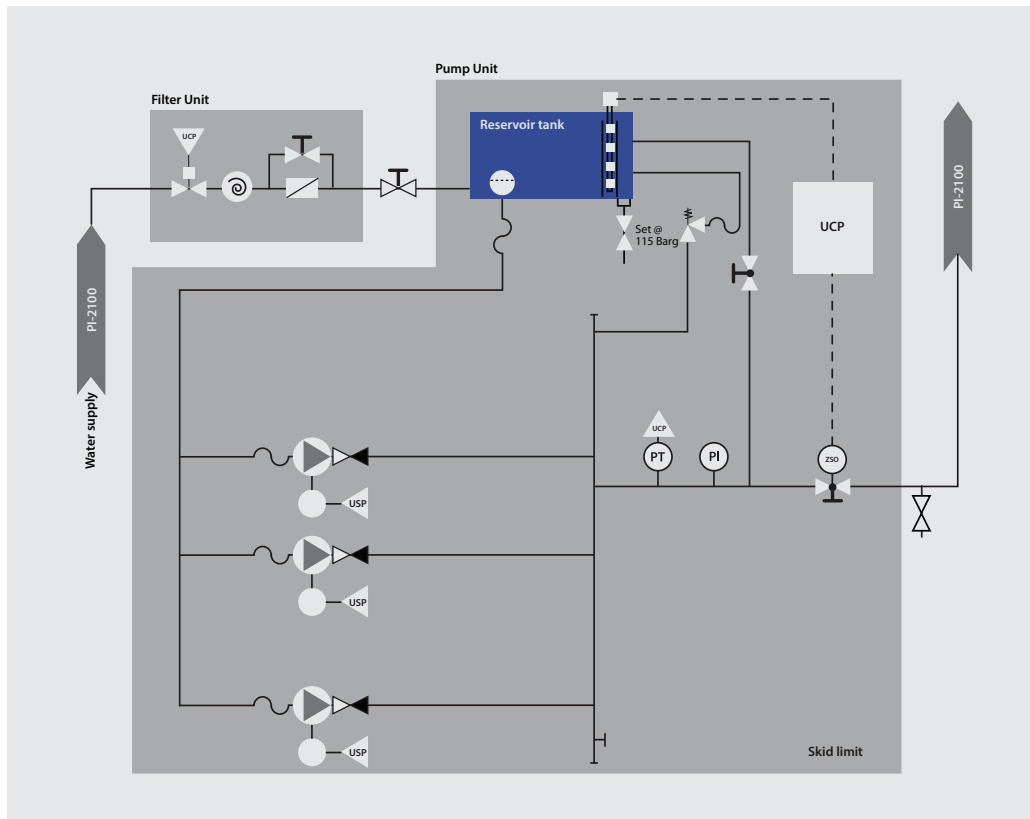 Pump Unit
Filter Unit
UCP
Reservoir tank
PI-2100
Set @
115 Barg
UCP
PI-2100
Water supply
UCP
PT
PI
ZSO
USP
USP
USP
Skid limit